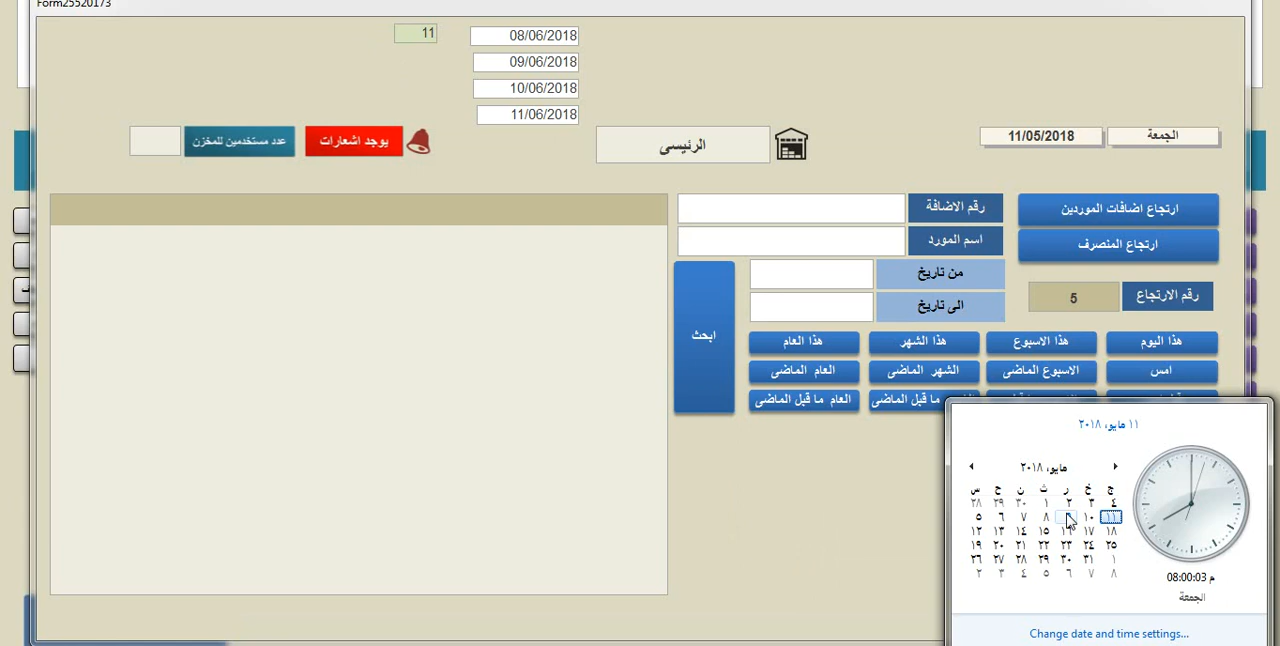 Form25520173
11
08/06/2018
09/06/2018
10/06/2018
11/06/2018
الجمعة
11/05/2018
الرئيسى
يوجد اشعارات
عدد مستخدمين للمخزن
ارتجاع اضافات الموردين
رقم الاضافة
ارتجاع المنصرف
اسم المورد
من تاريخ
رقم الارتجاع
5
الى تاريخ
ابحث
هذا اليوم
هذا الاسبوع
هذا الشهر
هذا العام
امس
الاسبوع الماضى
الشهر الماضى
العام الماضى
ما قبل الماضى
العام ما قبل الماضى
١١ مايو، ٢٠١٨
مايو، ٢٠١٨
س ح ن ث ر خ ج
٢٨ ٢٩ ٣٠ ١ ٢ ٣ ٤
٥ ٦ ٧ ٨ ١٠ ١١
١٢ ١٣ ١٤ ١٥ ١٦ ١٧ ١٨
١٩ ٢٠ ٢١ ٢٢ ٢٣ ٢٤ ٢٥
٢٦ ٢٧ ٢٨ ٢٩ ٣٠ ٣١ ١
٢ ٣ ٤ ٥ ٦ ٧ ٨
08:00:03 م
الجمعة
Change date and time settings...